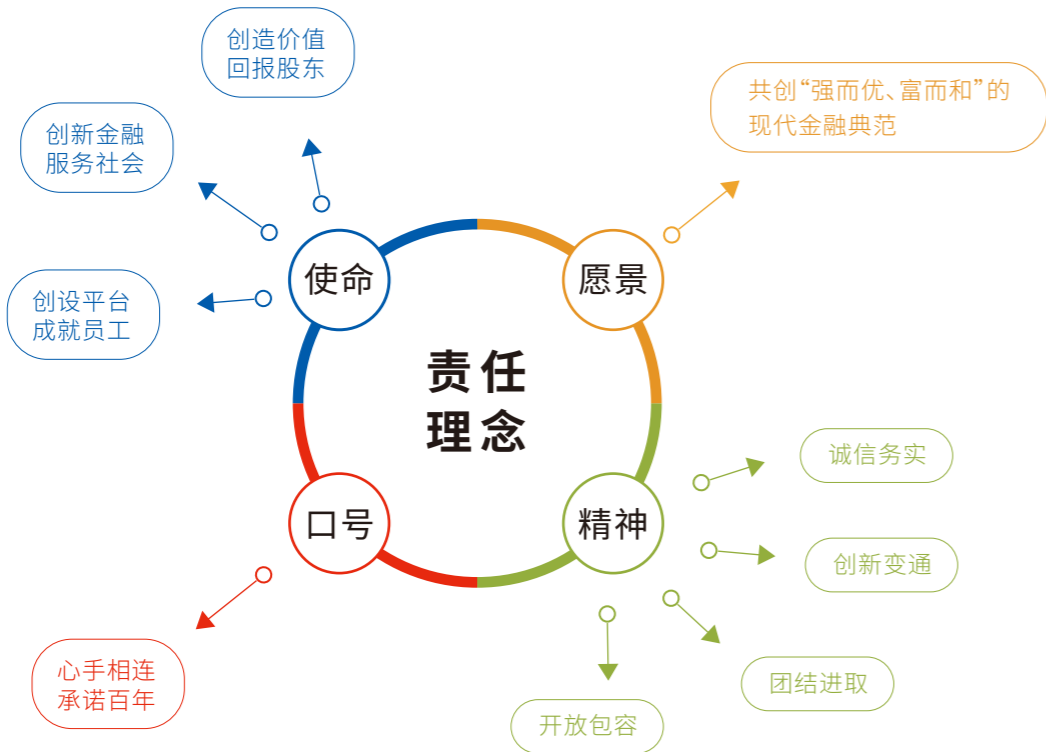 创造价值
回报股东
创新金融
服务社会
创设平台
成就员工
使命
共创“强而优、富而和”的
现代金融典范
愿景
责任
理念
口号
心手相连
承诺百年
精神
诚信务实
创新变通
团结进取
开放包容